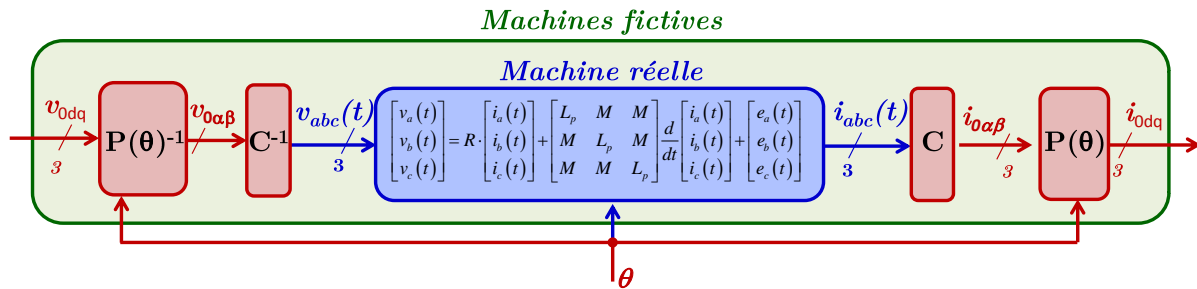 Machines fictives
Machine réelle
v0dq
3
P(θ)-1
v0αβ
C-1
vabc(t)
3
[va(t) vb(t) vc(t)] = R· [ia(t) ib(t) ic(t)] + [Lp M M M Lp M M M Lp] d/dt [ia(t) ib(t) ic(t)] + [ea(t) eb(t) ec(t)]
iabc(t)
3
C
i0αβ
3
P(θ)
i0dq
3
θ